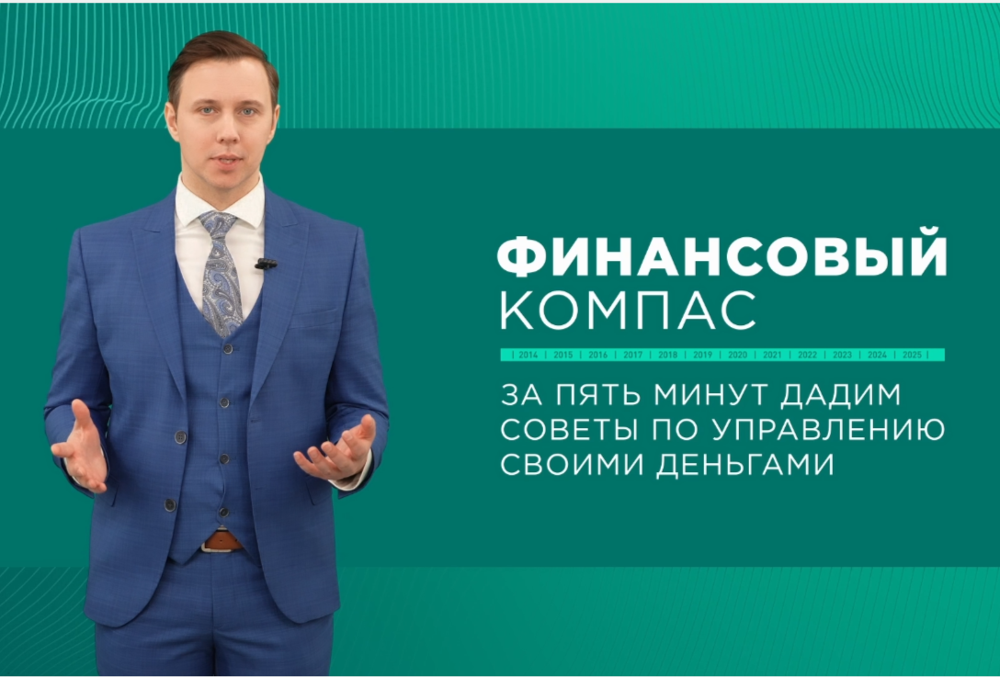 ФИНАНСОВЫЙ
КОМПАС
| 2014 | 2015 | 2016 | 2017 | 2018 | 2019 | 2020 | 2021 | 2022 | 2023 | 2024 | 2025 |
ЗА ПЯТЬ МИНУТ ДАДИМ
СОВЕТЫ ПО УПРАВЛЕНИЮ
СВОИМИ ДЕНЬГАМИ